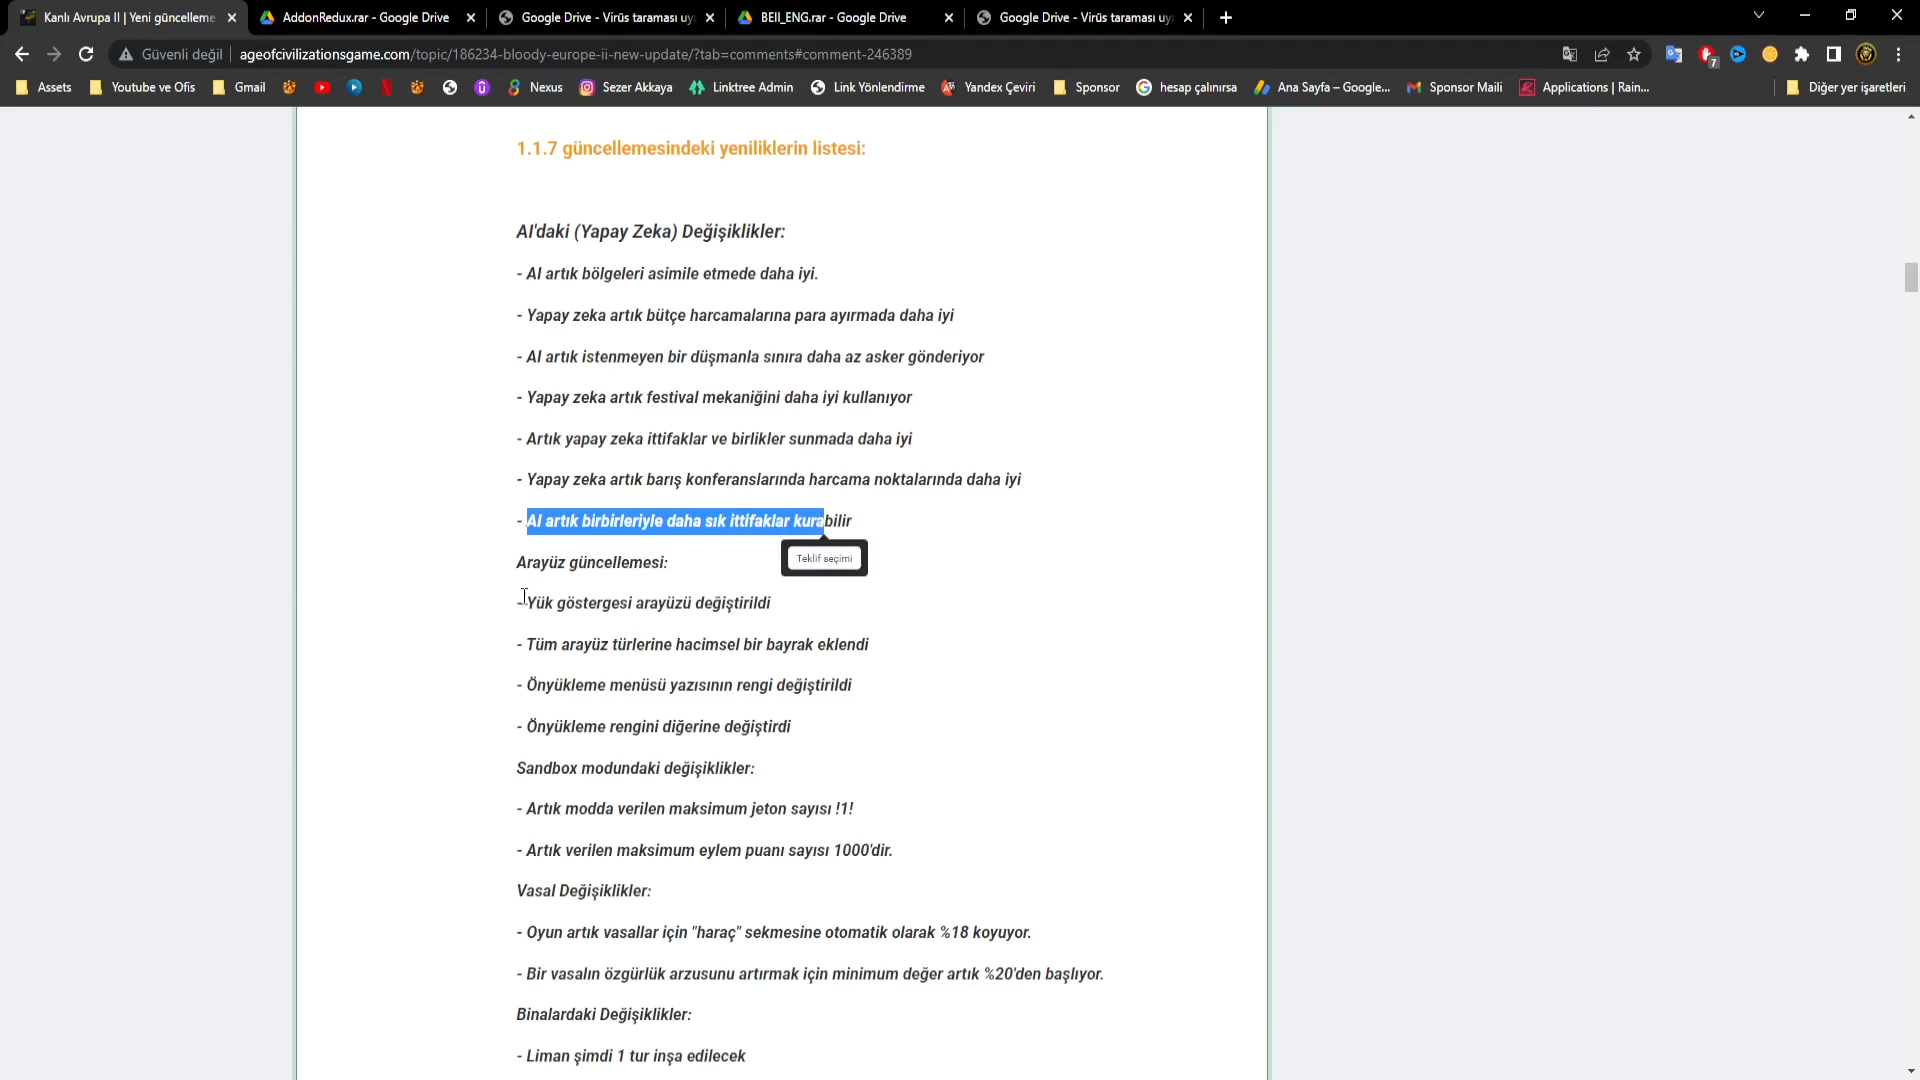 Kanlı Avrupa II | Yeni güncelleme
AddonRedux.rar - Google Drive
Google Drive - Virüs taraması uy
BEII_ENG.rar - Google Drive
Google Drive - Virüs taraması uy
Güvenli değil
ageofcivilizationsgame.com/topic/186234-bloody-europe-ii-new-update/?tab=comments#comment-246389
7
Assets
Youtube ve Ofis
Gmail
Nexus
Sezer Akkaya
Linktree Admin
Link Yönlendirme
Yandex Çeviri
Sponsor
hesap çalınırsa
Ana Sayfa – Google...
Sponsor Maili
Applications | Rain...
Diğer yer işaretleri
1.1.7 güncellemesindeki yeniliklerin listesi:
AI'daki (Yapay Zeka) Değişiklikler:
- AI artık bölgeleri asimile etmede daha iyi.
- Yapay zeka artık bütçe harcamalarına para ayırmada daha iyi
- AI artık istenmeyen bir düşmanla sınıra daha az asker gönderiyor
- Yapay zeka artık festival mekaniğini daha iyi kullanıyor
- Artık yapay zeka ittifaklar ve birlikler sunmada daha iyi
- Yapay zeka artık barış konferanslarında harcama noktalarında daha iyi
- AI artık birbirleriyle daha sık ittifaklar kurabilir
Teklif seçimi
Arayüz güncellemesi:
- Yük göstergesi arayüzü değiştirildi
- Tüm arayüz türlerine hacimsel bir bayrak eklendi
- Önyükleme menüsü yazısının rengi değiştirildi
- Önyükleme rengini diğerine değiştirdi
Sandbox modundaki değişiklikler:
- Artık modda verilen maksimum jeton sayısı !1!
- Artık verilen maksimum eylem puanı sayısı 1000'dir.
Vasal Değişiklikler:
- Oyun artık vasallar için "haraç" sekmesine otomatik olarak %18 koyuyor.
- Bir vasalın özgürlük arzusunu artırmak için minimum değer artık %20'den başlıyor.
Binalardaki Değişiklikler:
- Liman şimdi 1 tur inşa edilecek